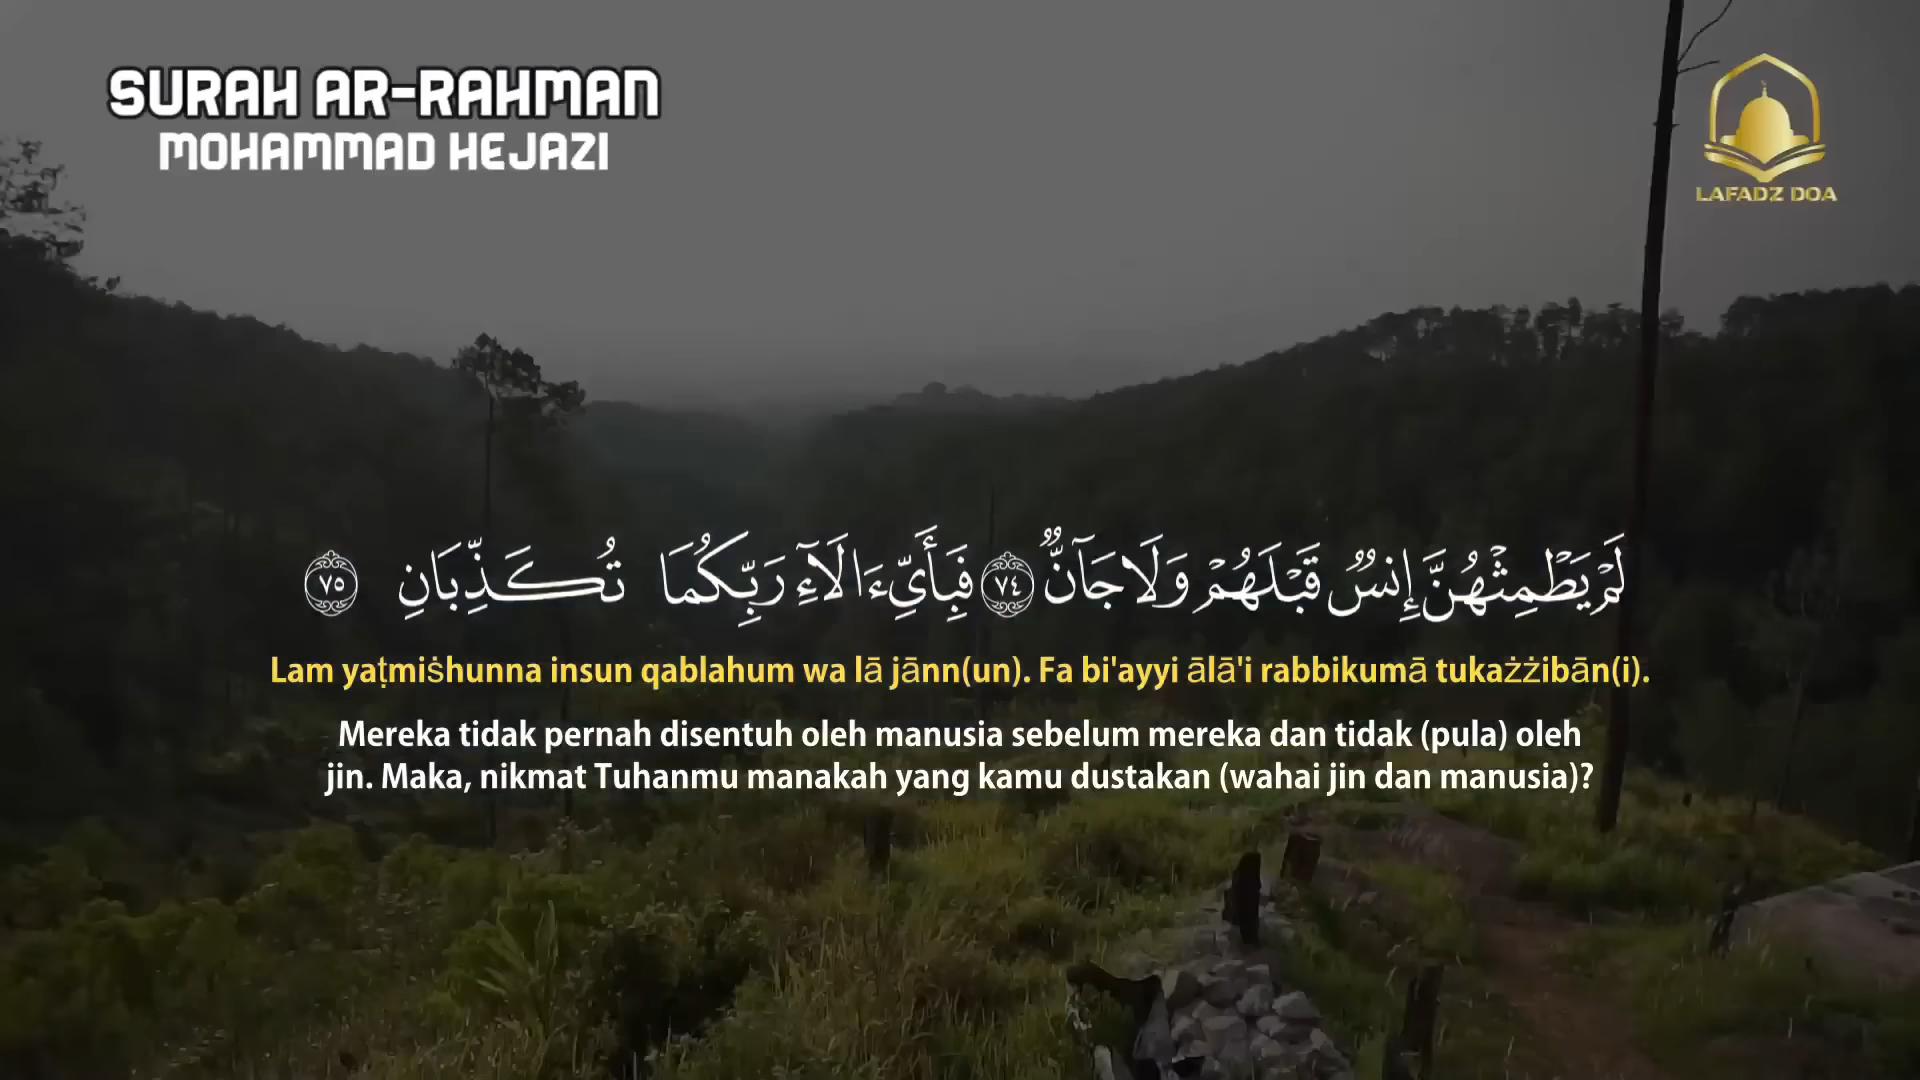 SURAH AR-RAHMAN
MOHAMMAD HEJAZI
LAFADZ DOA
لَمْ يَطْمِثْهُنَّ إِنسٌ قَبْلَهُمْ وَلَا جَآنٌّ ٧٤ فَبِأَىِّ ءَالَآءِ رَبِّكُمَا تُكَذِّبَانِ ٧٥
Lam yaṭmiṡhunna insun qablahum wa lā jānn(un). Fa bi'ayyi ālā'i rabbikumā tukażżibān(i).
Mereka tidak pernah disentuh oleh manusia sebelum mereka dan tidak (pula) oleh
jin. Maka, nikmat Tuhanmu manakah yang kamu dustakan (wahai jin dan manusia)?